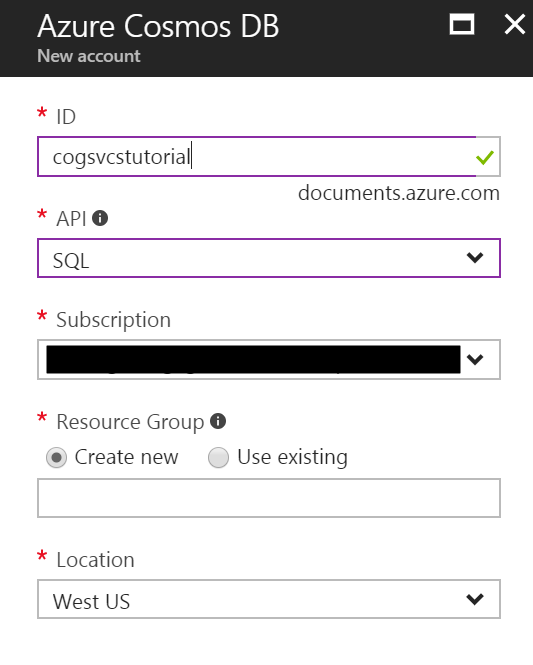 Azure Cosmos DB
New account
* ID
cogsvcstutorial
documents.azure.com
* API
SQL
* Subscription
* Resource Group
Create new Use existing
* Location
West US